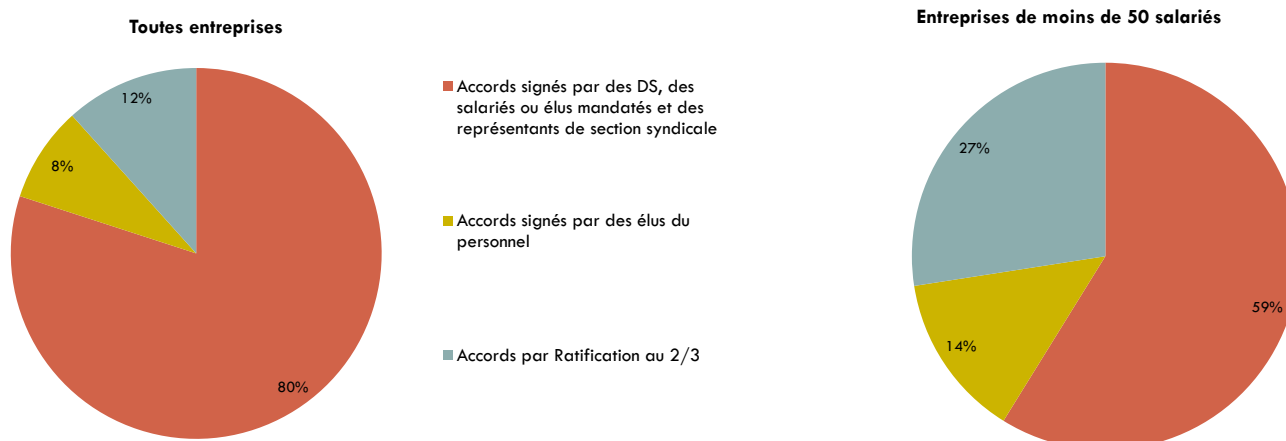 Toutes entreprises
12%
8%
80%
Accords signés par des DS, des
salariés ou élus mandatés et des
représentants de section syndicale
Accords signés par des élus du
personnel
Accords par Ratification au 2/3
Entreprises de moins de 50 salariés
27%
14%
59%